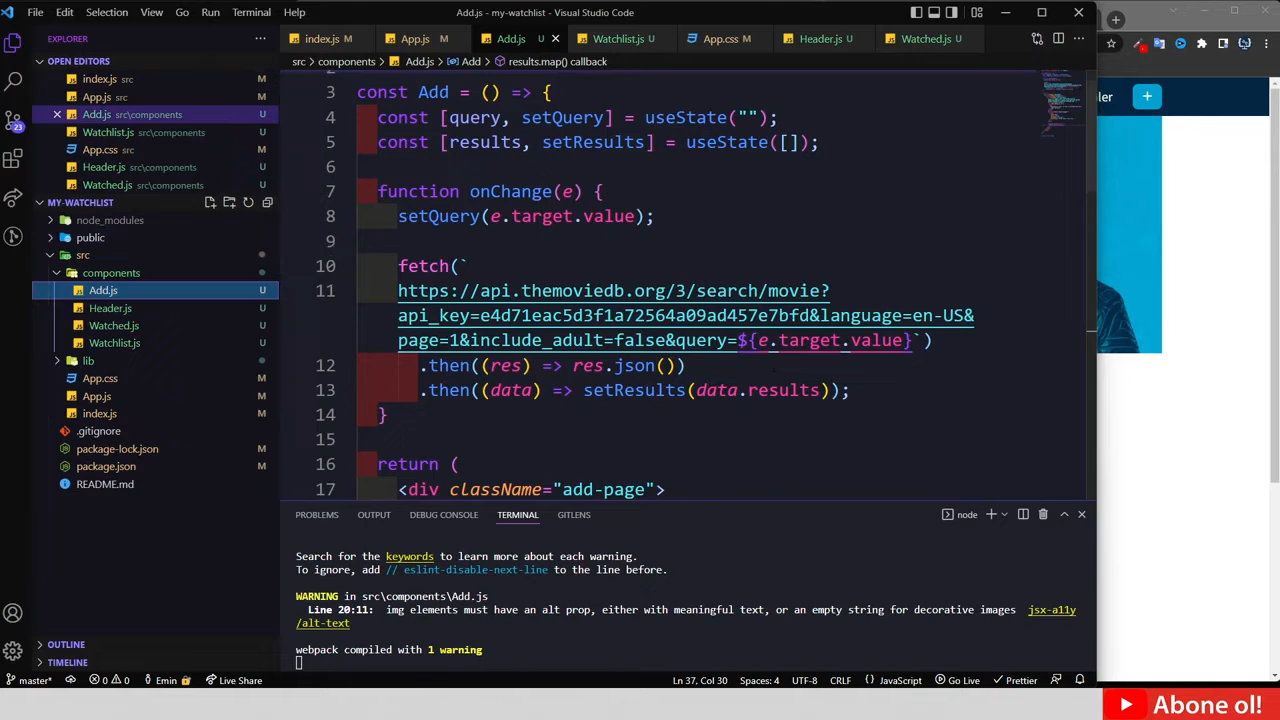 File Edit Selection View Go Run Terminal Help
Add.js - my-watchlist - Visual Studio Code
EXPLORER
index.js M
App.js M
Add.js U
Watchlist.js U
App.css M
Header.js U
Watched.js U
src > components > Add.js > Add > results.map() callback
OPEN EDITORS
index.js src M
App.js src M
Add.js src\components U
Watchlist.js src\components U
App.css src M
Header.js src\components U
Watched.js src\components U
MY-WATCHLIST
node_modules
public
src
components
Add.js U
Header.js U
Watched.js U
Watchlist.js U
lib
App.css M
App.js M
index.js M
.gitignore
package-lock.json M
package.json M
README.md
OUTLINE
TIMELINE
2
3 const Add = () => {
4 const [query, setQuery] = useState("");
5 const [results, setResults] = useState([]);
6
7 function onChange(e) {
8 setQuery(e.target.value);
9
10 fetch(`
11 https://api.themoviedb.org/3/search/movie?
api_key=e4d71eac5d3f1a72564a09ad457e7bfd&language=en-US&
page=1&include_adult=false&query=${e.target.value}`)
12 .then((res) => res.json())
13 .then((data) => setResults(data.results));
14 }
15
16 return (
17 <div className="add-page">
PROBLEMS OUTPUT DEBUG CONSOLE TERMINAL GITLENS
node
Search for the keywords to learn more about each warning.
To ignore, add // eslint-disable-next-line to the line before.
WARNING in src\components\Add.js
Line 20:11: img elements must have an alt prop, either with meaningful text, or an empty string for decorative images jsx-a11y
/alt-text
webpack compiled with 1 warning
23
master* 0 0 Emin Live Share
Ln 37, Col 30 Spaces: 4 UTF-8 CRLF JavaScript Go Live Prettier
ler +
Abone ol!